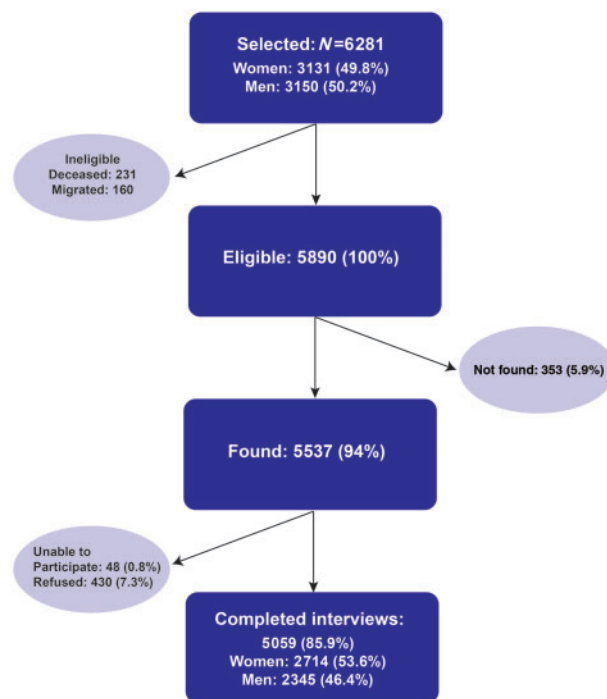 Selected: N=6281
Women: 3131 (49.8%)
Men: 3150 (50.2%)
Ineligible
Deceased: 231
Migrated: 160
Eligible: 5890 (100%)
Not found: 353 (5.9%)
Found: 5537 (94%)
Unable to
Participate: 48 (0.8%)
Refused: 430 (7.3%)
Completed interviews:
5059 (85.9%)
Women: 2714 (53.6%)
Men: 2345 (46.4%)